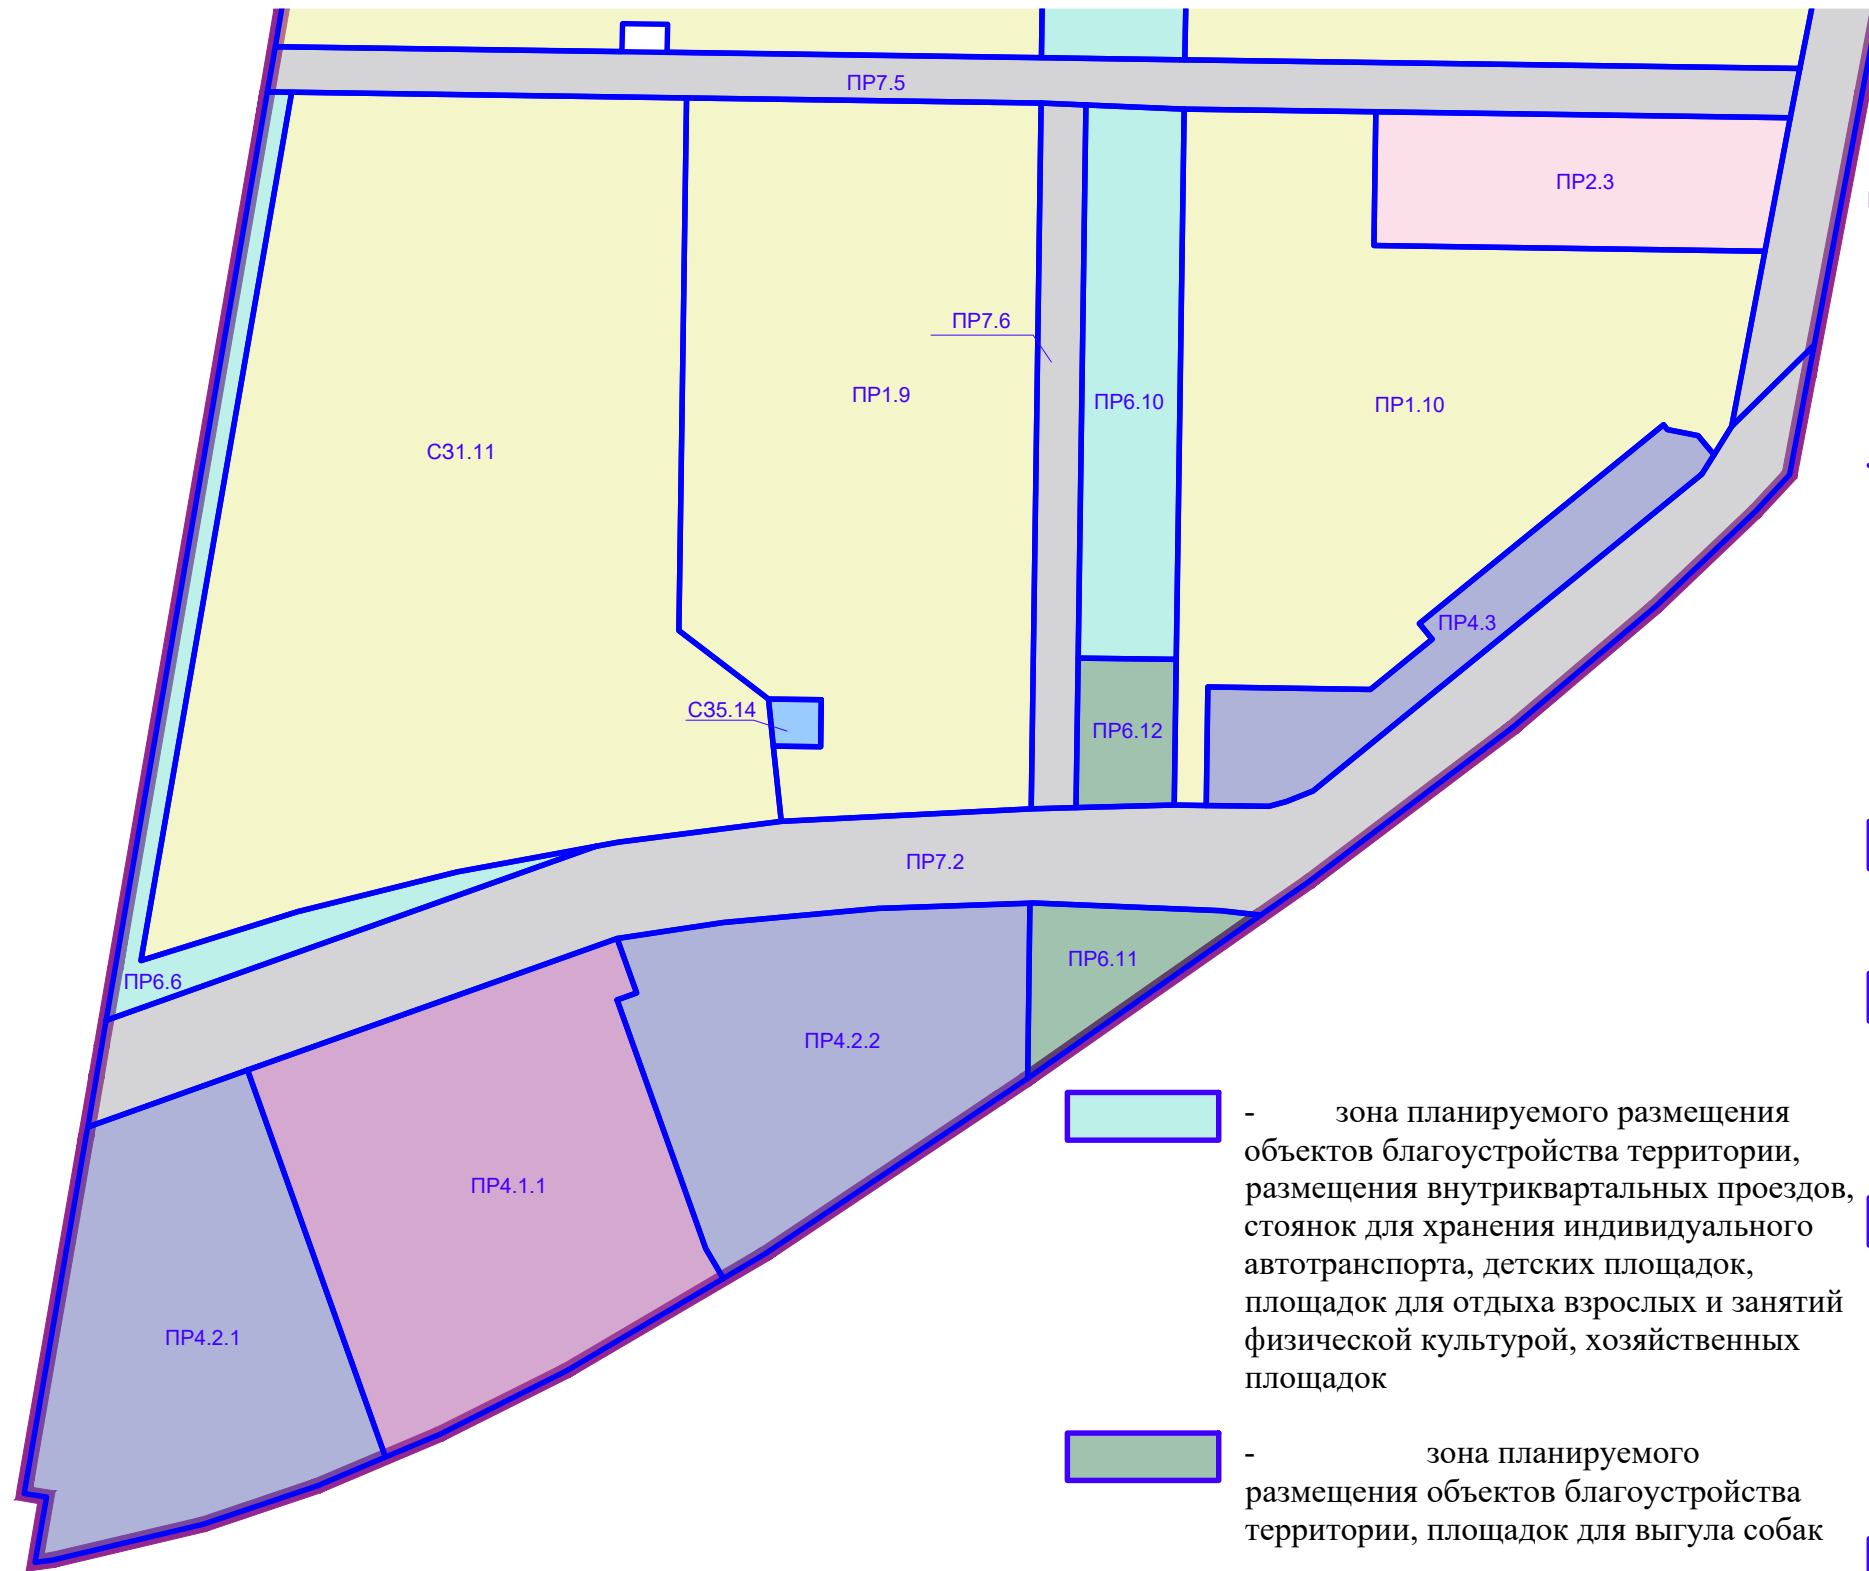 ПР7.5
ПР2.3
ПР7.6
ПР1.9
ПР6.10
ПР1.10
СЗ1.11
ПР4.3
СЗ5.14
ПР6.12
ПР7.2
ПР6.11
ПР6.6
ПР4.2.2
ПР4.1.1
ПР4.2.1
- зона планируемого размещения
объектов благоустройства территории,
размещения внутриквартальных проездов,
стоянок для хранения индивидуального
автотранспорта, детских площадок,
площадок для отдыха взрослых и занятий
физической культурой, хозяйственных
площадок
- зона планируемого
размещения объектов благоустройства
территории, площадок для выгула собак